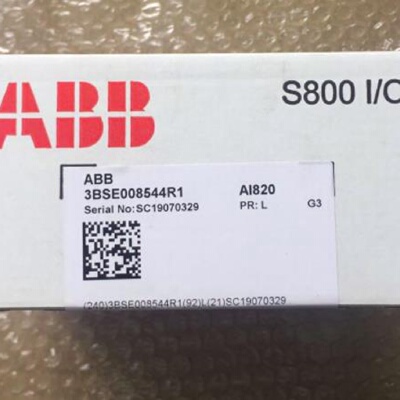 ABB
S800 I/O
ABB
3BSE008544R1 AI820
Serial No: SC19070329 PR: L G3
(240)3BSE008544R1(92)L(21)SC19070329